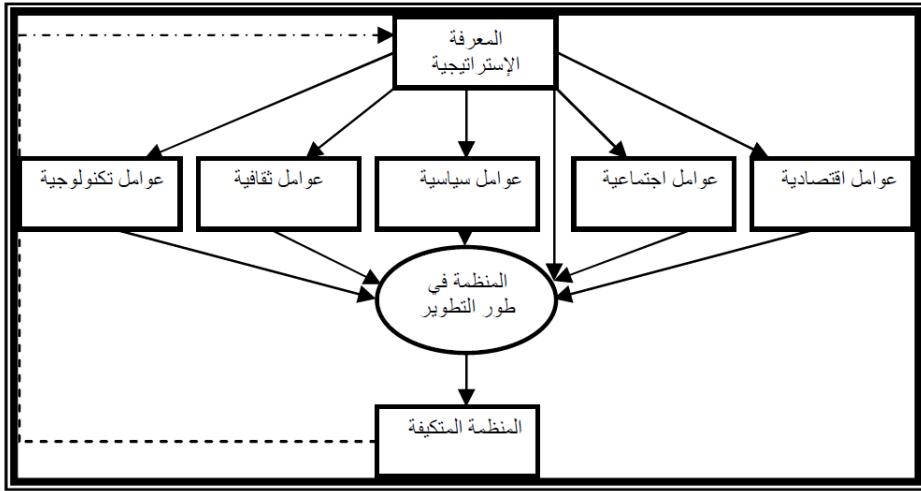 المعرفة
الإستراتيجية
عوامل اقتصادية
عوامل اجتماعية
عوامل سياسية
عوامل ثقافية
عوامل تكنولوجية
المنظمة في
طور التطوير
المنظمة المتكيفة